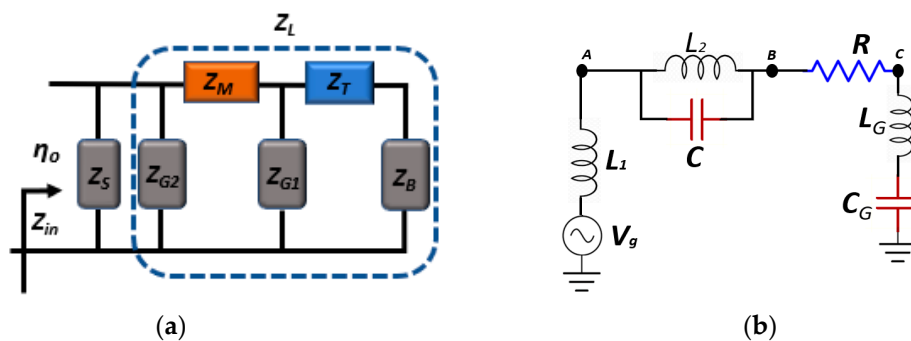 Z_L
Z_M
Z_T
η_o
Z_in
Z_S
Z_G2
Z_G1
Z_B
(a)
A
L_2
B
R
C
C
L_1
L_G
C_G
V_g
(b)